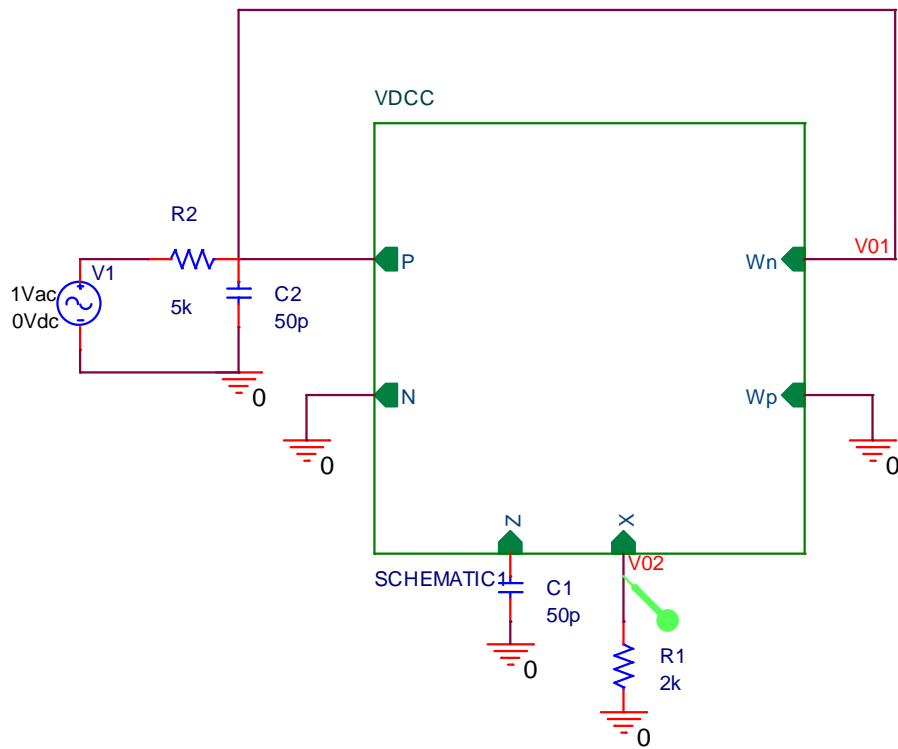 VDCC
R2
V1
1Vac
0Vdc
5k
C2
50p
0
P
N
0
Wn
V01
Wp
0
Z
X
SCHEMATIC1
V02
C1
50p
0
R1
2k
0